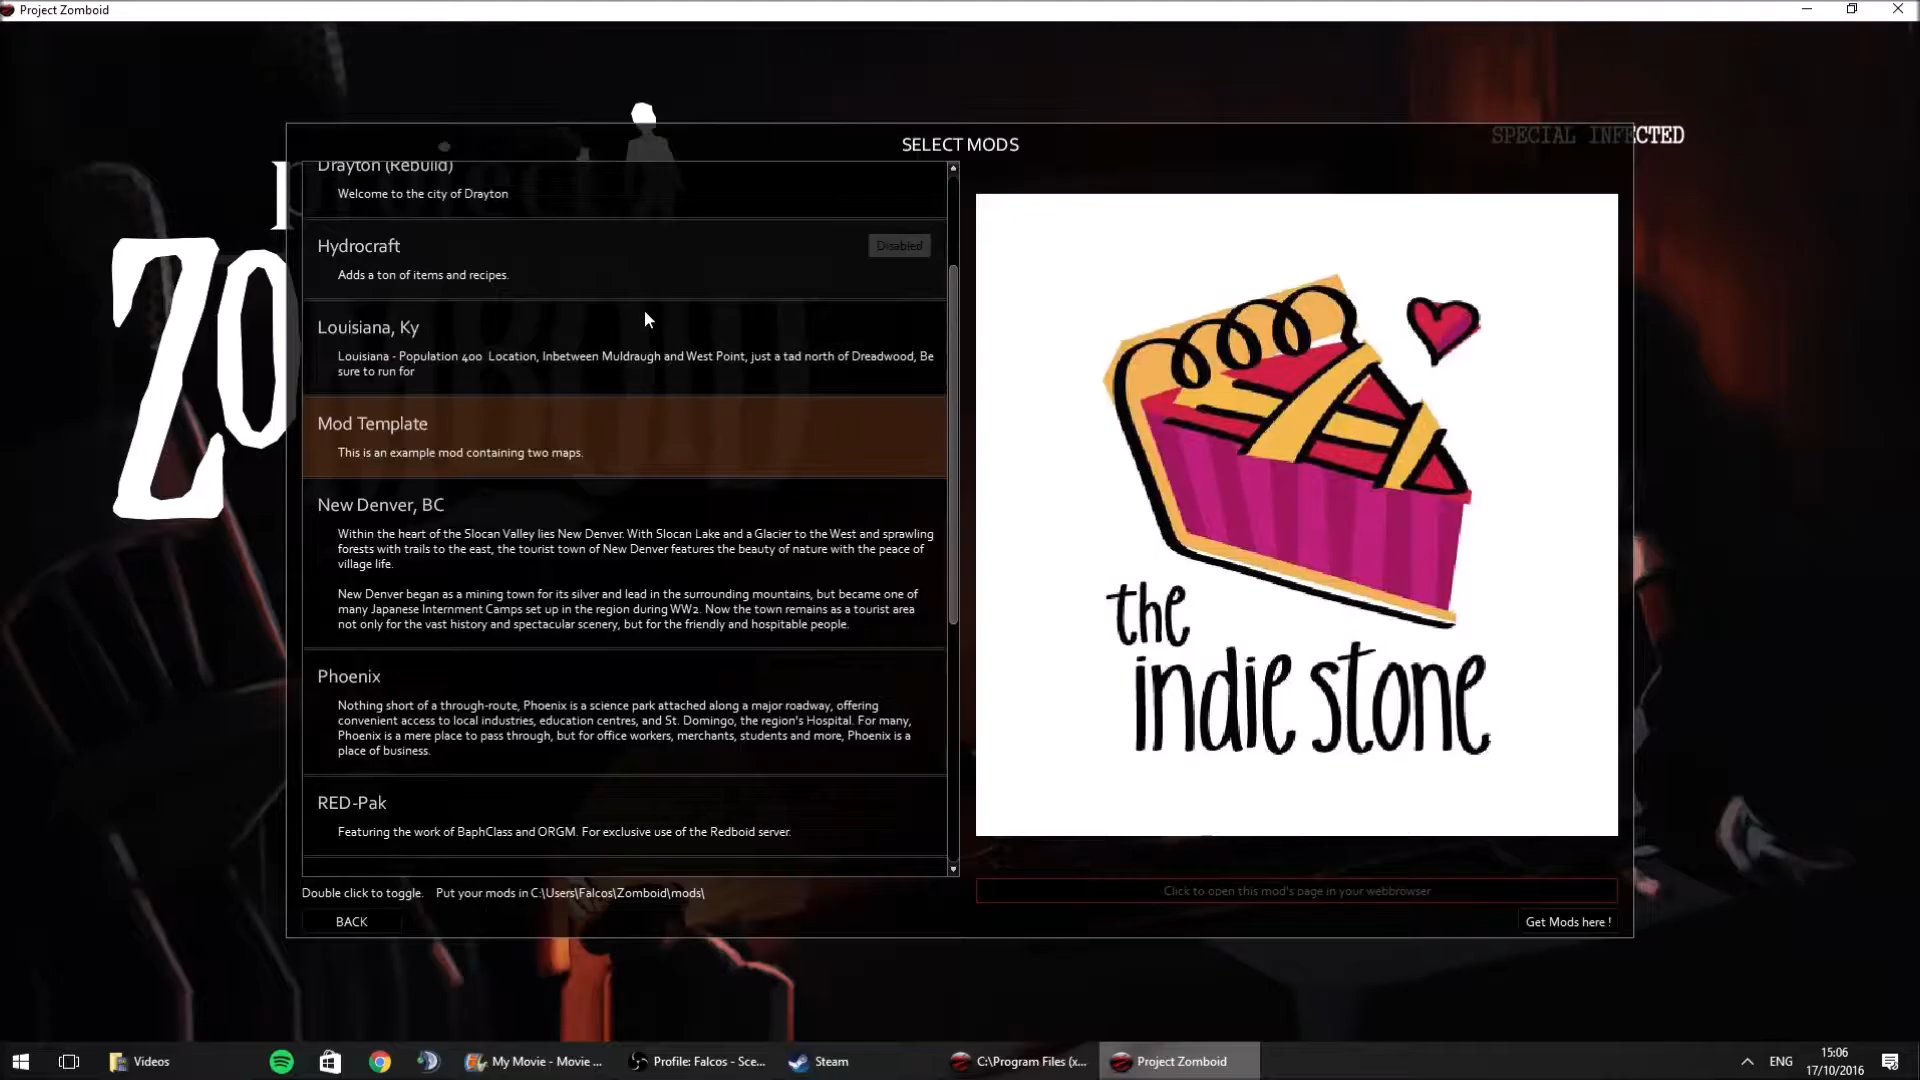 Project Zomboid
SPECIAL INFECTED
SELECT MODS
Drayton (Rebuild)
Welcome to the city of Drayton
Hydrocraft
Disabled
Adds a ton of items and recipes.
Louisiana, Ky
Louisiana - Population 400 Location, Inbetween Muldraugh and West Point, just a tad north of Dreadwood, Be
sure to run for
Mod Template
This is an example mod containing two maps.
New Denver, BC
Within the heart of the Slocan Valley lies New Denver. With Slocan Lake and a Glacier to the West and sprawling
forests with trails to the east, the tourist town of New Denver features the beauty of nature with the peace of
village life.
New Denver began as a mining town for its silver and lead in the surrounding mountains, but became one of
many Japanese Internment Camps set up in the region during WW2. Now the town remains as a tourist area
not only for the vast history and spectacular scenery, but for the friendly and hospitable people.
Phoenix
Nothing short of a through-route, Phoenix is a science park attached along a major roadway, offering
convenient access to local industries, education centres, and St. Domingo, the region's Hospital. For many,
Phoenix is a mere place to pass through, but for office workers, merchants, students and more, Phoenix is a
place of business.
RED-Pak
Featuring the work of BaphClass and ORGM. For exclusive use of the Redboid server.
the
indie stone
Double click to toggle. Put your mods in C:\Users\Falcos\Zomboid\mods\
Click to open this mod's page in your webbrowser
BACK
Get Mods here !
Videos
My Movie - Movie ...
Profile: Falcos - Sce...
Steam
C:\Program Files (x...
Project Zomboid
ENG
15:06
17/10/2016